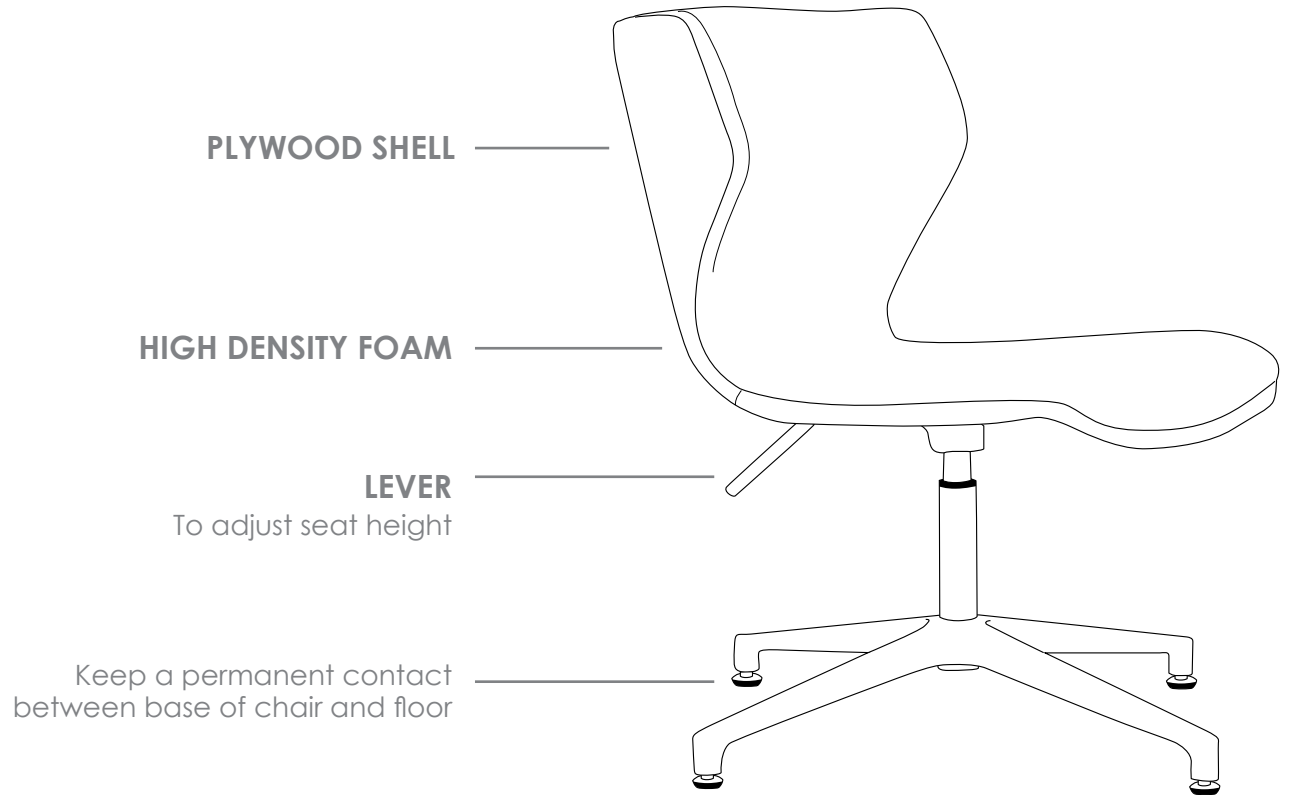 PLYWOOD SHELL
HIGH DENSITY FOAM
LEVER
To adjust seat height
Keep a permanent contact
between base of chair and floor